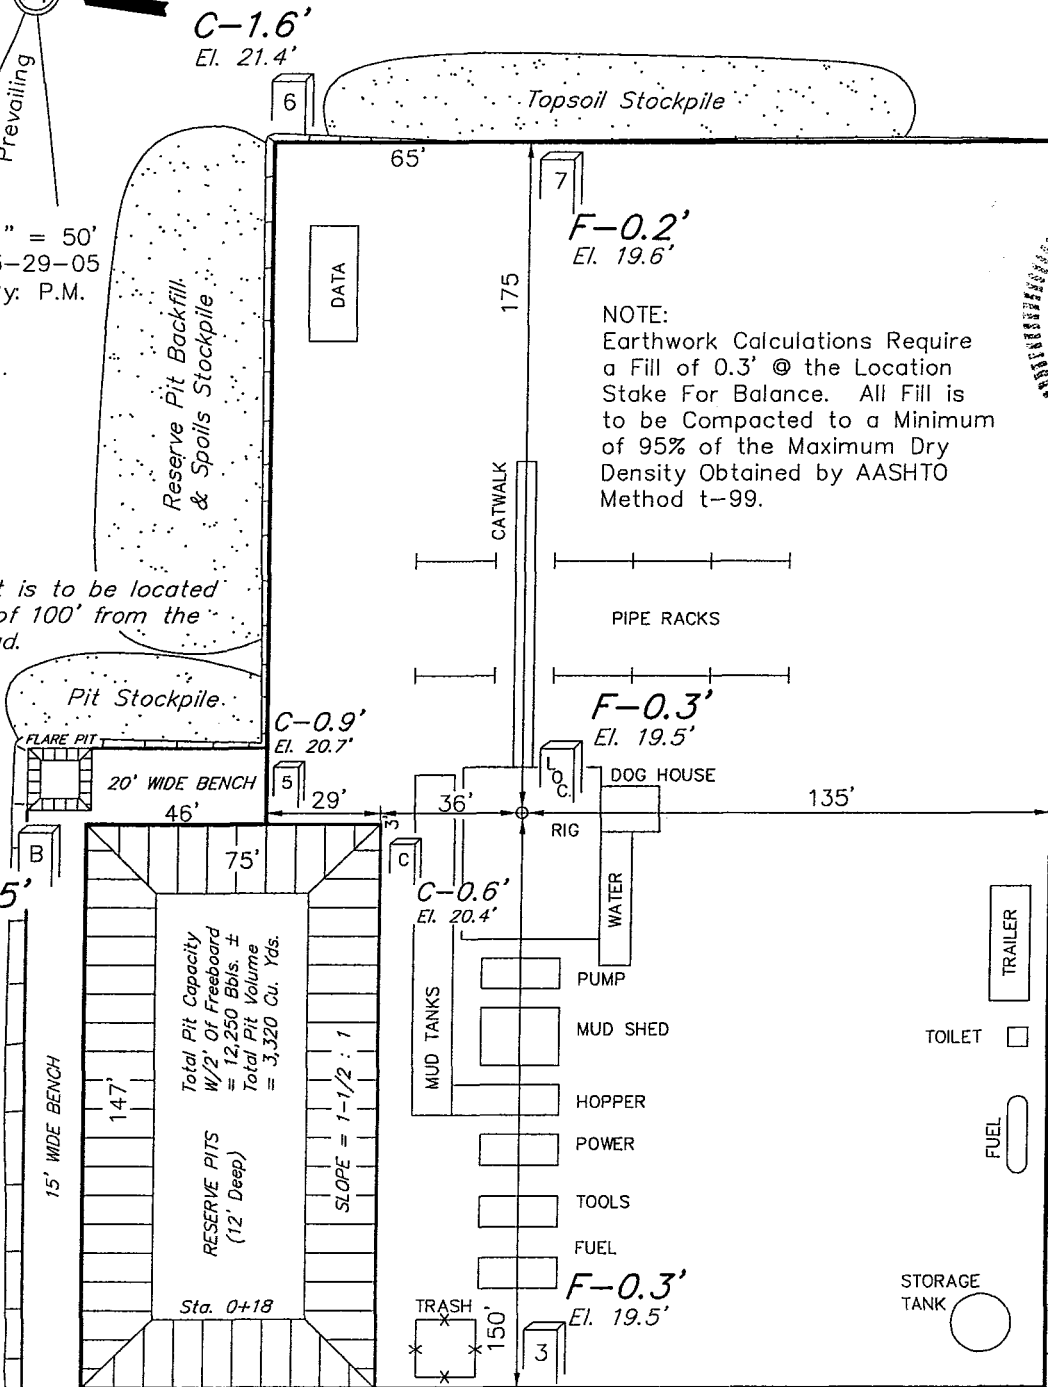 C-1.6'
El. 21.4'
Prevailing
6
Topsoil Stockpile
65'
7
F-0.2'
El. 19.6'
" = 50'
-29-05
y: P.M.
DATA
175
Reserve Pit Backfill
& Spoils Stockpile
NOTE:
Earthwork Calculations Require
a Fill of 0.3' @ the Location
Stake For Balance. All Fill is
to be Compacted to a Minimum
of 95% of the Maximum Dry
Density Obtained by AASHTO
Method t-99.
CATWALK
t is to be located
of 100' from the
d.
PIPE RACKS
Pit Stockpile
C-0.9'
El. 20.7'
F-0.3'
El. 19.5'
FLARE PIT
20' WIDE BENCH
5
LOC.
DOG HOUSE
46'
29'
36'
135'
3'
RIG
B
75'
C
5'
C-0.6'
El. 20.4'
WATER
TRAILER
Total Pit Capacity
W/2' Of Freeboard
= 12,250 Bbls. ±
Total Pit Volume
= 3,320 Cu. Yds.
PUMP
MUD TANKS
MUD SHED
TOILET
15' WIDE BENCH
147'
SLOPE = 1-1/2 : 1
HOPPER
RESERVE PITS
(12' Deep)
POWER
FUEL
TOOLS
FUEL
F-0.3'
El. 19.5'
STORAGE
TANK
Sta. 0+18
TRASH
150'
3